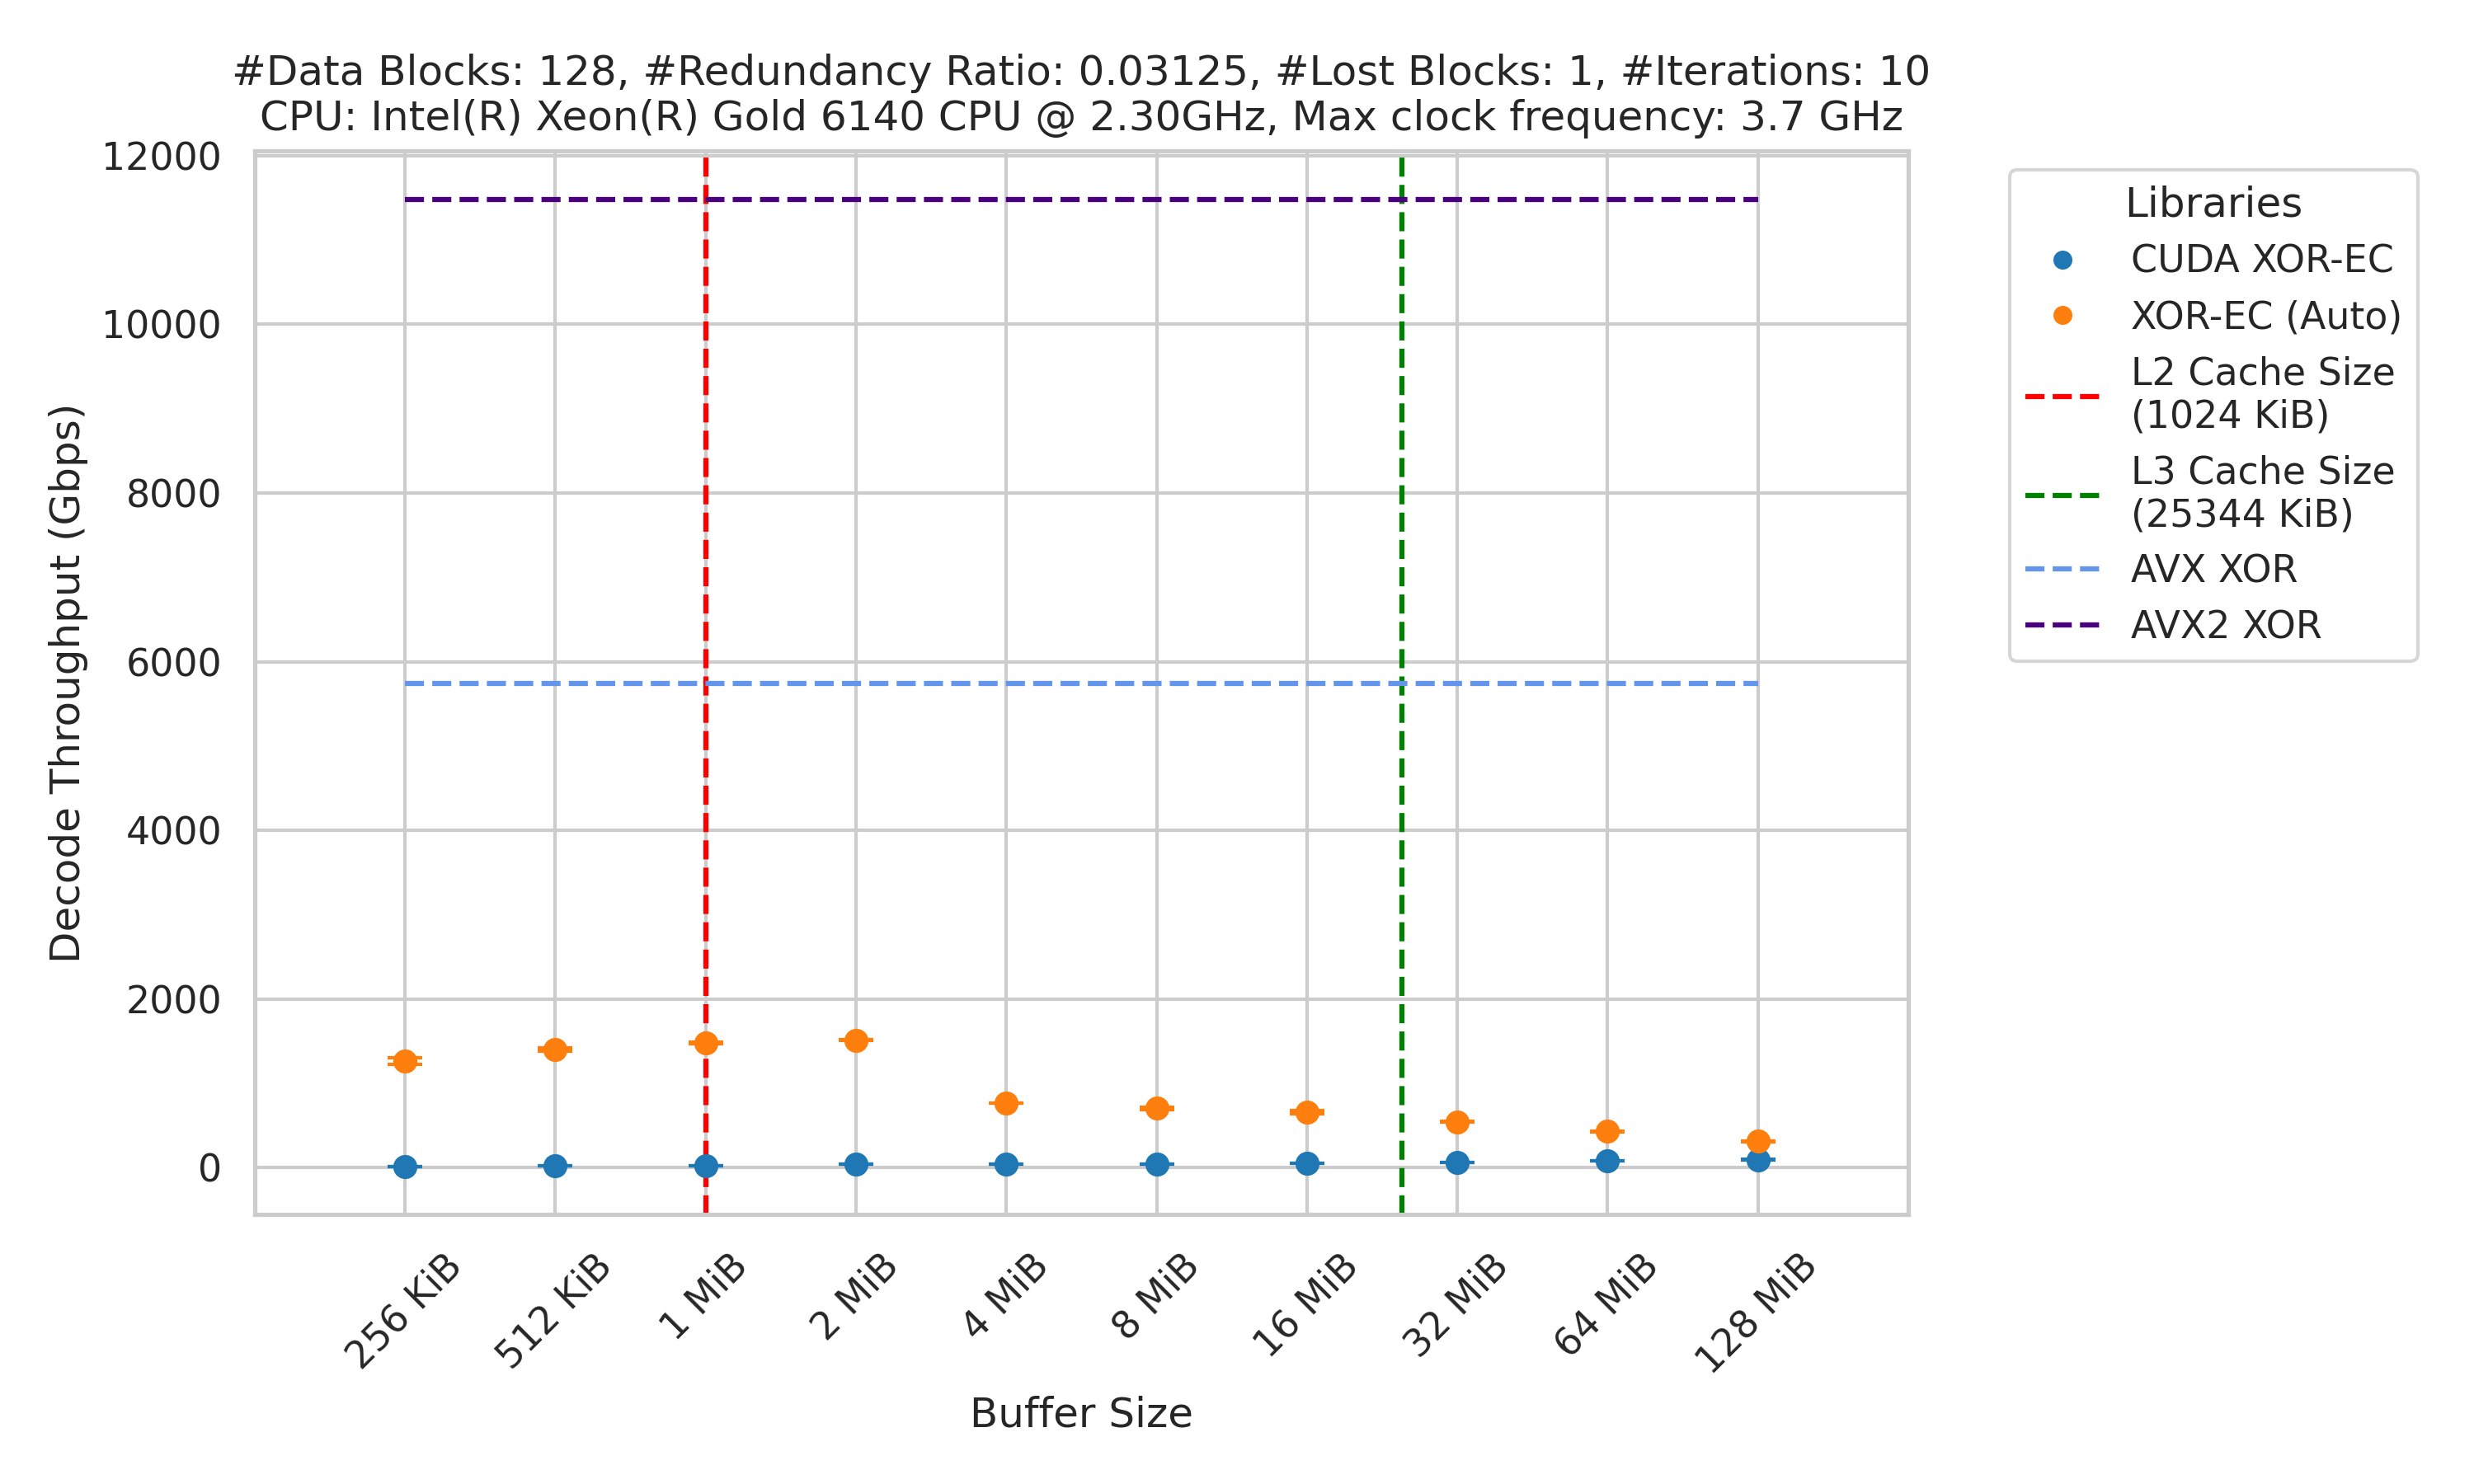 #Data Blocks: 128, #Redundancy Ratio: 0.03125, #Lost Blocks: 1, #Iterations: 10
CPU: Intel(R) Xeon(R) Gold 6140 CPU @ 2.30GHz, Max clock frequency: 3.7 GHz
Decode Throughput (Gbps)
12000
10000
8000
6000
4000
2000
0
256 KiB
512 KiB
1 MiB
2 MiB
4 MiB
8 MiB
16 MiB
32 MiB
64 MiB
128 MiB
Buffer Size
Libraries
CUDA XOR-EC
XOR-EC (Auto)
L2 Cache Size
(1024 KiB)
L3 Cache Size
(25344 KiB)
AVX XOR
AVX2 XOR